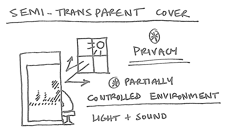 SEMI-TRANSPARENT COVER
PRIVACY
PARTIALLY
CONTROLLED ENVIRONMENT
LIGHT + SOUND